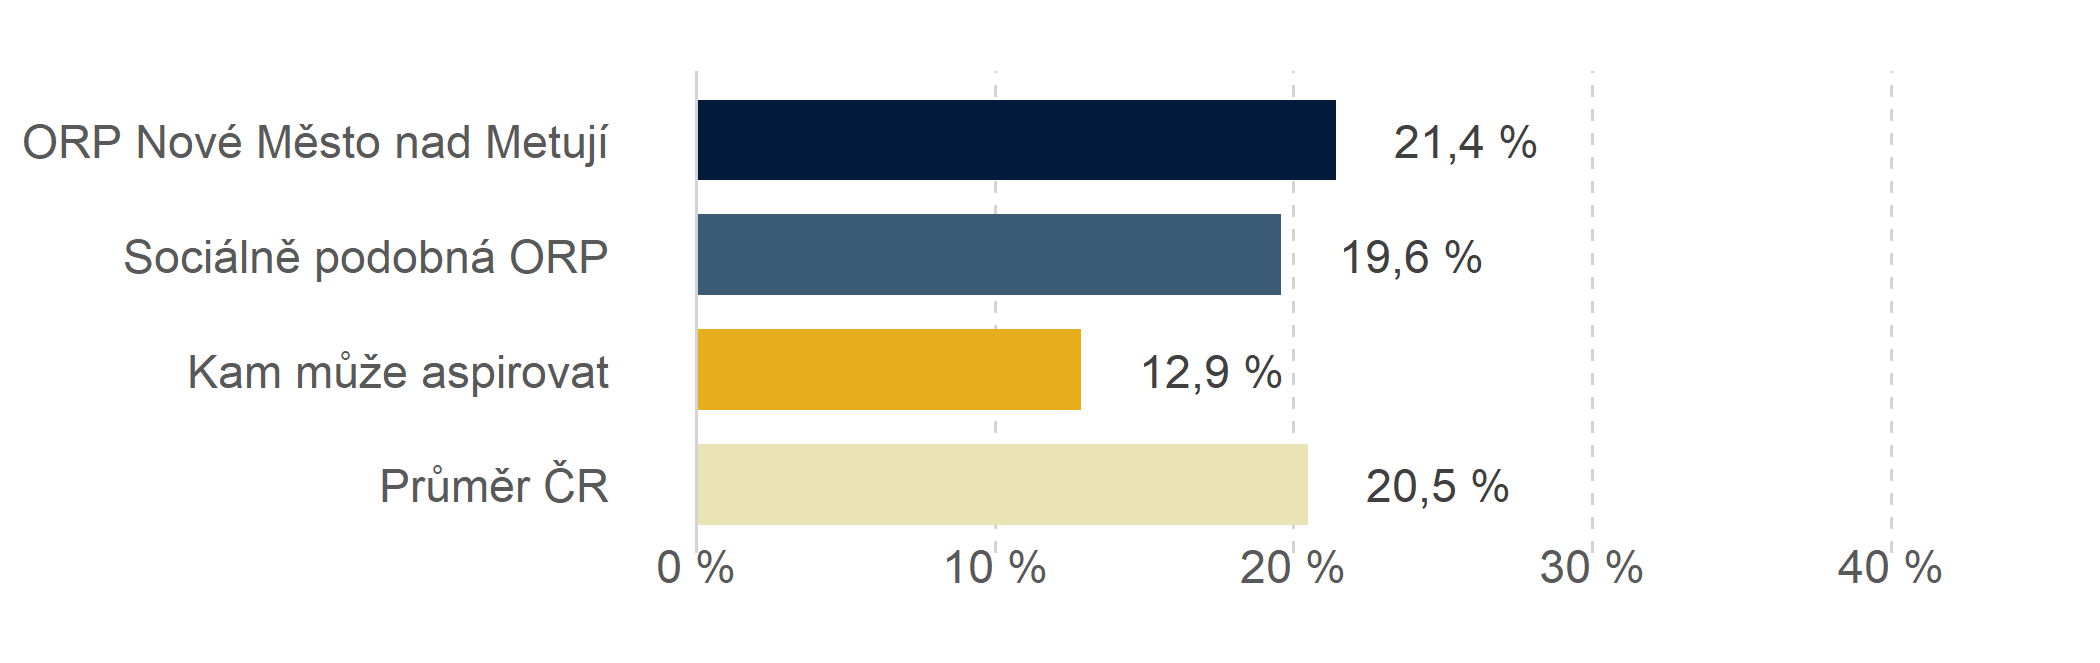 ORP Nové Město nad Metují 21,4 %
Sociálně podobná ORP 19,6 %
Kam může aspirovat 12,9 %
Průměr ČR 20,5 %
0 % 10 % 20 % 30 % 40 %